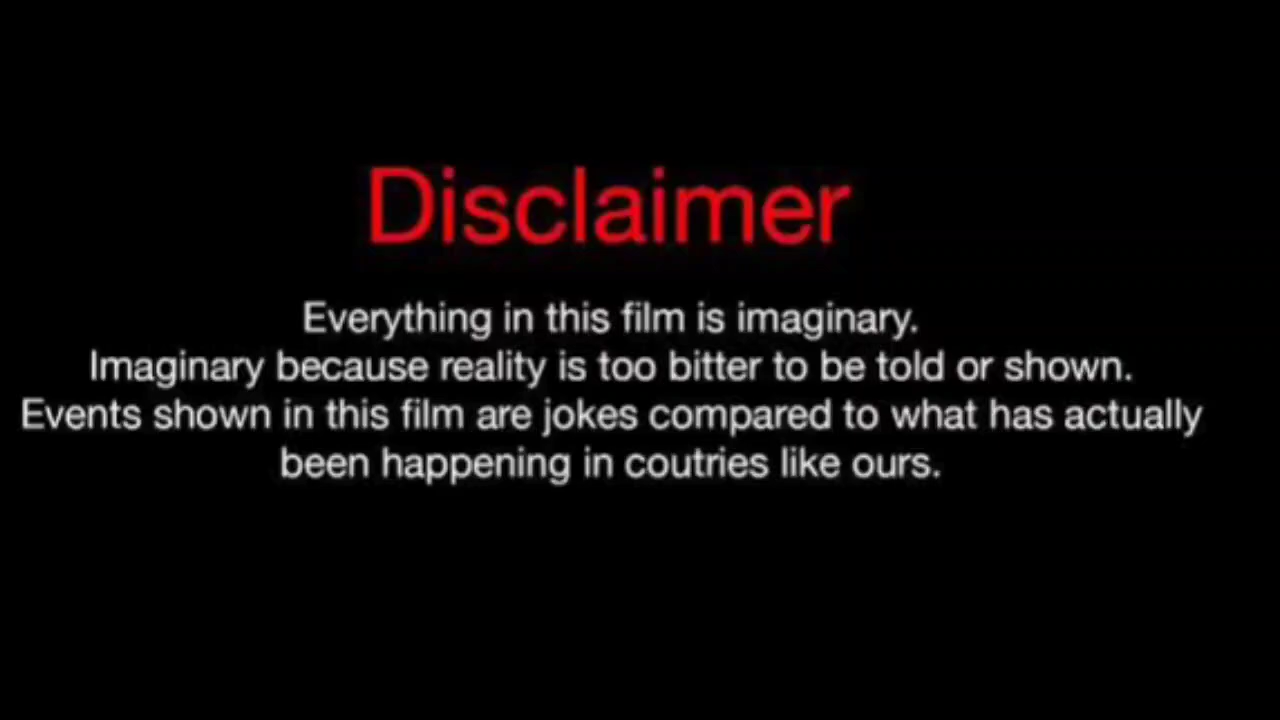 Disclaimer
Everything in this film is imaginary.
Imaginary because reality is too bitter to be told or shown.
Events shown in this film are jokes compared to what has actually
been happening in coutries like ours.